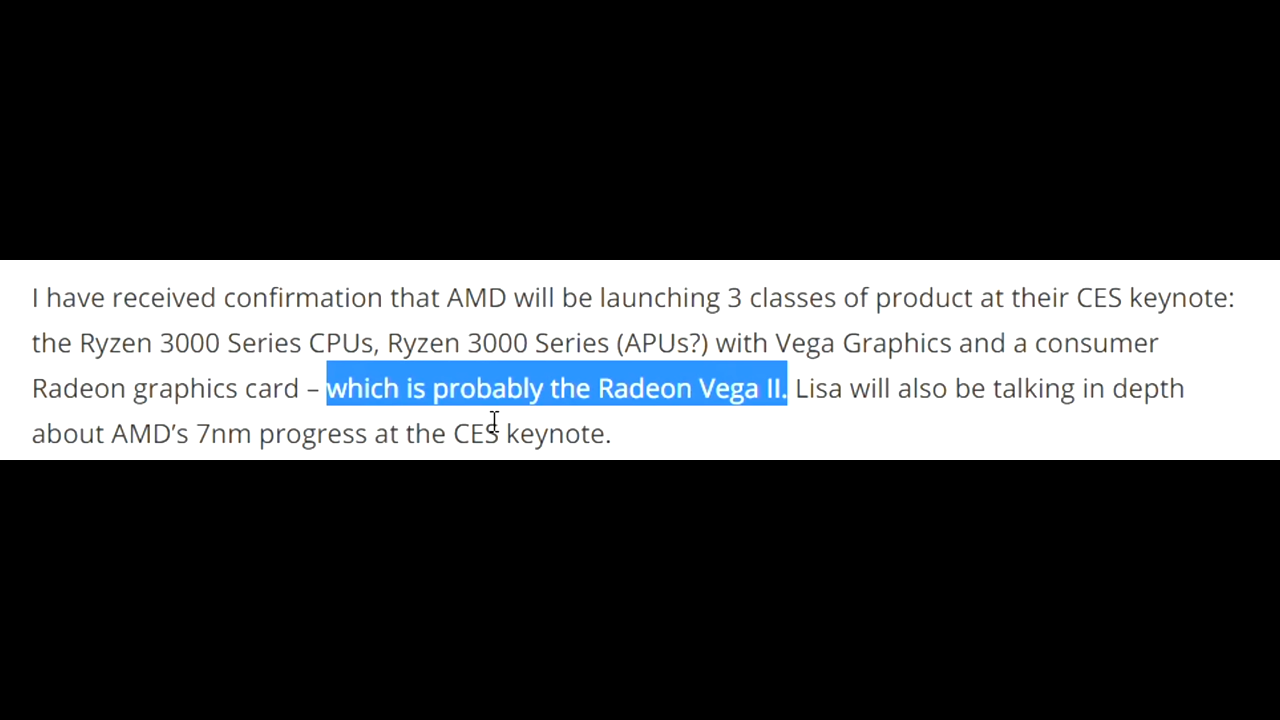 I have received confirmation that AMD will be launching 3 classes of product at their CES keynote:
the Ryzen 3000 Series CPUs, Ryzen 3000 Series (APUs?) with Vega Graphics and a consumer
Radeon graphics card – which is probably the Radeon Vega II. Lisa will also be talking in depth
about AMD’s 7nm progress at the CES keynote.